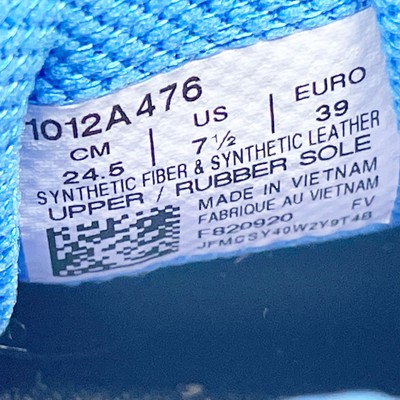 1012A476
CM | US | EURO
24.5 7½ 39
SYNTHETIC FIBER & SYNTHETIC LEATHER
UPPER / RUBBER SOLE
MADE IN VIETNAM
FABRIQUE AU VIETNAM
F820920 FV
JFMCSY40W2Y9T4B